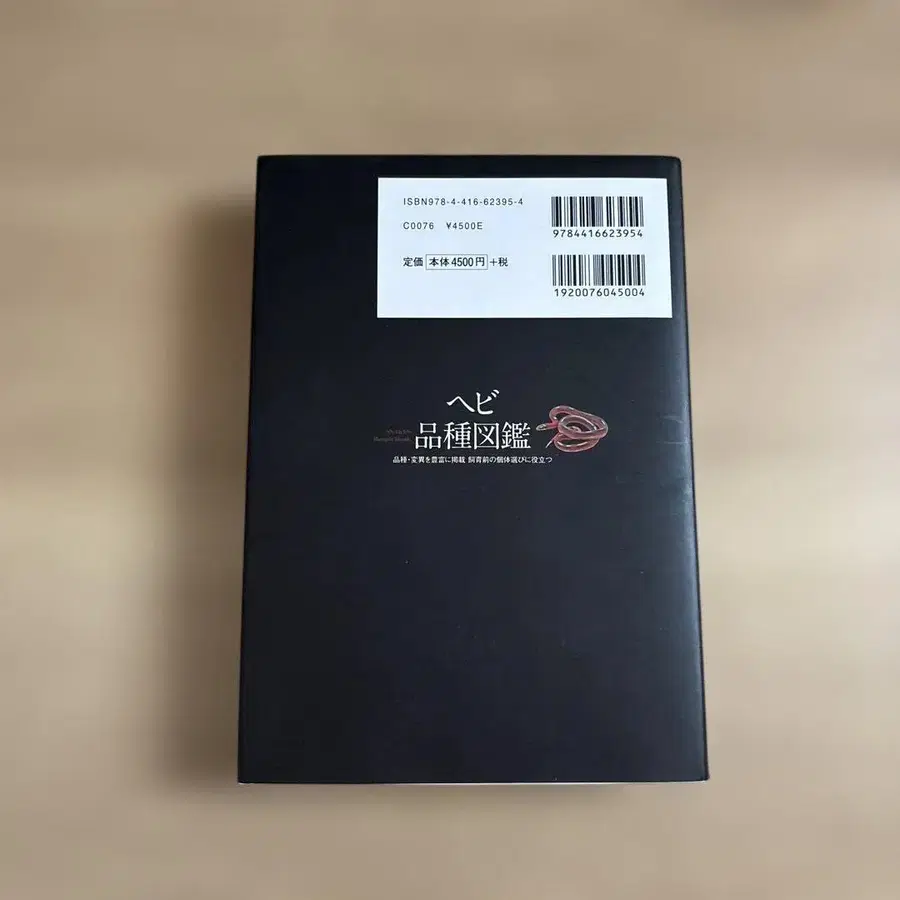 ISBN978-4-416-62395-4
C0076 ¥4500E
定価 本体4500円 +税
9784416623954
1920076045004
ヘビ
品種図鑑
品種・変異を豊富に掲載 飼育前の個体選びに役立つ